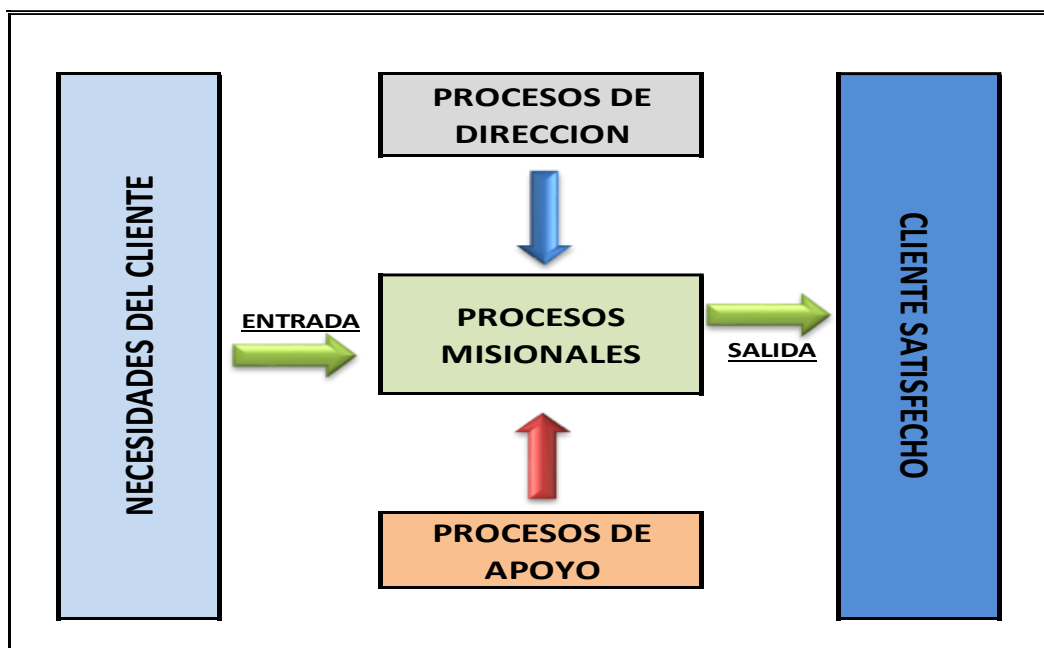 NECESIDADES DEL CLIENTE
ENTRADA
PROCESOS DE
DIRECCION
PROCESOS
MISIONALES
PROCESOS DE
APOYO
SALIDA
CLIENTE SATISFECHO